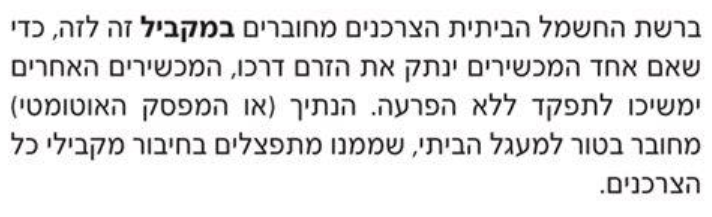 ברשת החשמל הביתית הצרכנים מחוברים במקביל זה לזה, כדי
שאם אחד המכשירים ינתק את הזרם דרכו, המכשירים האחרים
ימשיכו לתפקד ללא הפרעה. הנתיך (או המפסק האוטומטי)
מחובר בטור למעגל הביתי, שממנו מתפצלים בחיבור מקבילי כל
הצרכנים.